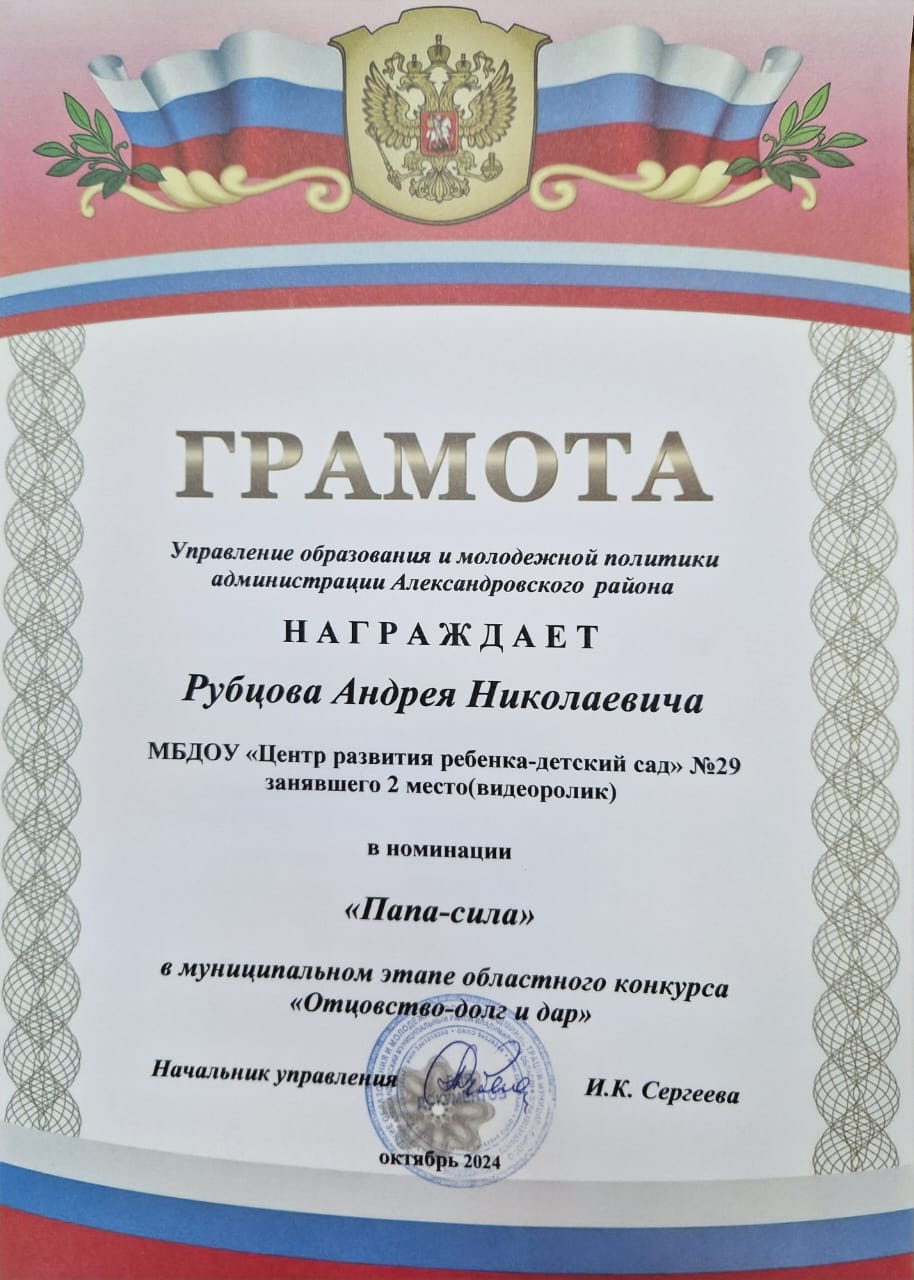 ГРАМОТА
Управление образования и молодежной политики
администрации Александровского района
НАГРАЖДАЕТ
Рубцова Андрея Николаевича
МБДОУ «Центр развития ребенка-детский сад» №29
занявшего 2 место(видеоролик)
в номинации
«Папа-сила»
в муниципальном этапе областного конкурса
«Отцовство-долг и дар»
Начальник управления
И.К. Сергеева
ДОКУМЕНТОВ
октябрь 2024